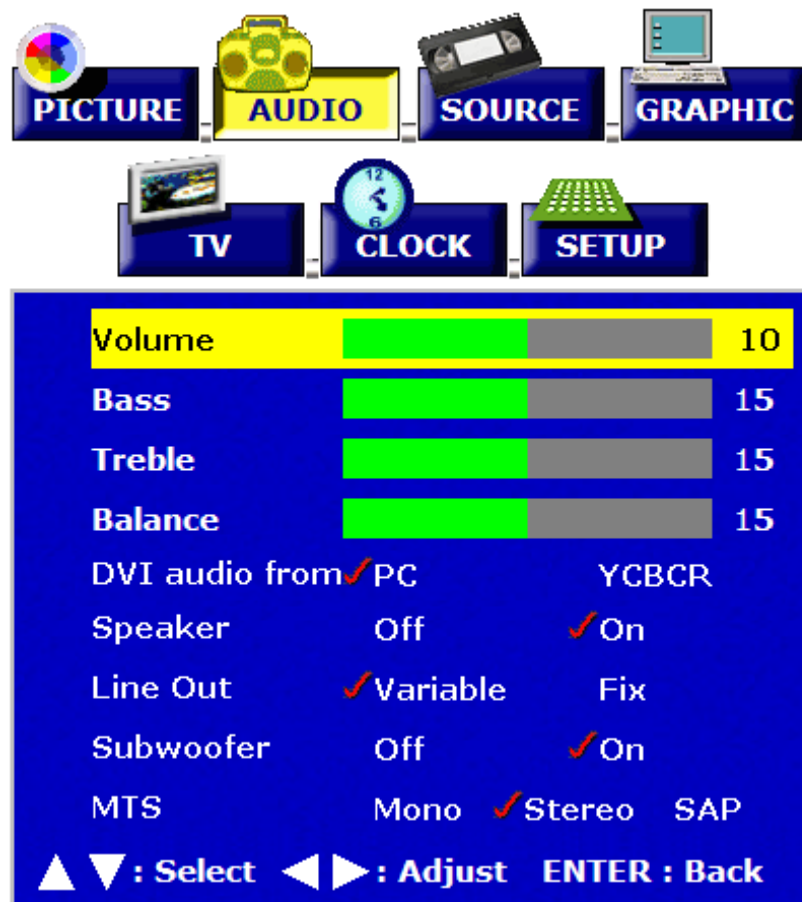 PICTURE AUDIO SOURCE GRAPHIC
12
6
TV CLOCK SETUP
Volume 10
Bass 15
Treble 15
Balance 15
DVI audio from PC YCBCR
Speaker Off On
Line Out Variable Fix
Subwoofer Off On
MTS Mono Stereo SAP
: Select : Adjust ENTER : Back